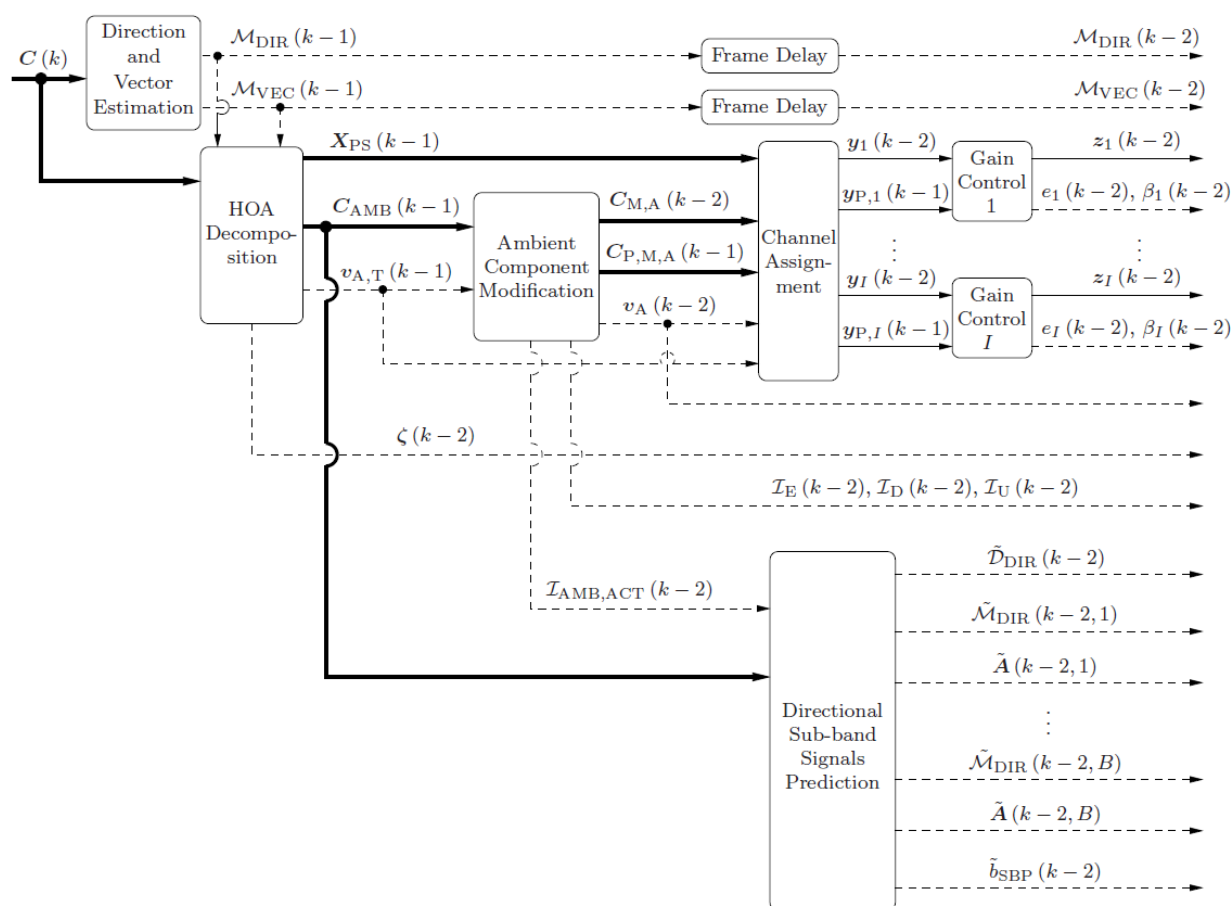 C (k)
Direction
and
Vector
Estimation
ℳ_DIR (k−1)
Frame Delay
ℳ_DIR (k−2)
ℳ_VEC (k−1)
Frame Delay
ℳ_VEC (k−2)
HOA
Decompo-
sition
X_PS (k−1)
C_AMB (k−1)
v_A,T (k−1)
Ambient
Component
Modification
C_M,A (k−2)
C_P,M,A (k−1)
v_A (k−2)
Channel
Assign-
ment
y_1 (k−2)
y_P,1 (k−1)
⋮
y_I (k−2)
y_P,I (k−1)
Gain
Control
1
Gain
Control
I
z_1 (k−2)
e_1 (k−2), β_1 (k−2)
⋮
z_I (k−2)
e_I (k−2), β_I (k−2)
ζ (k−2)
ℐ_E (k−2), ℐ_D (k−2), ℐ_U (k−2)
ℐ_AMB,ACT (k−2)
Directional
Sub-band
Signals
Prediction
𝒟̃_DIR (k−2)
ℳ̃_DIR (k−2, 1)
Ã (k−2, 1)
⋮
ℳ̃_DIR (k−2, B)
Ã (k−2, B)
b̃_SBP (k−2)